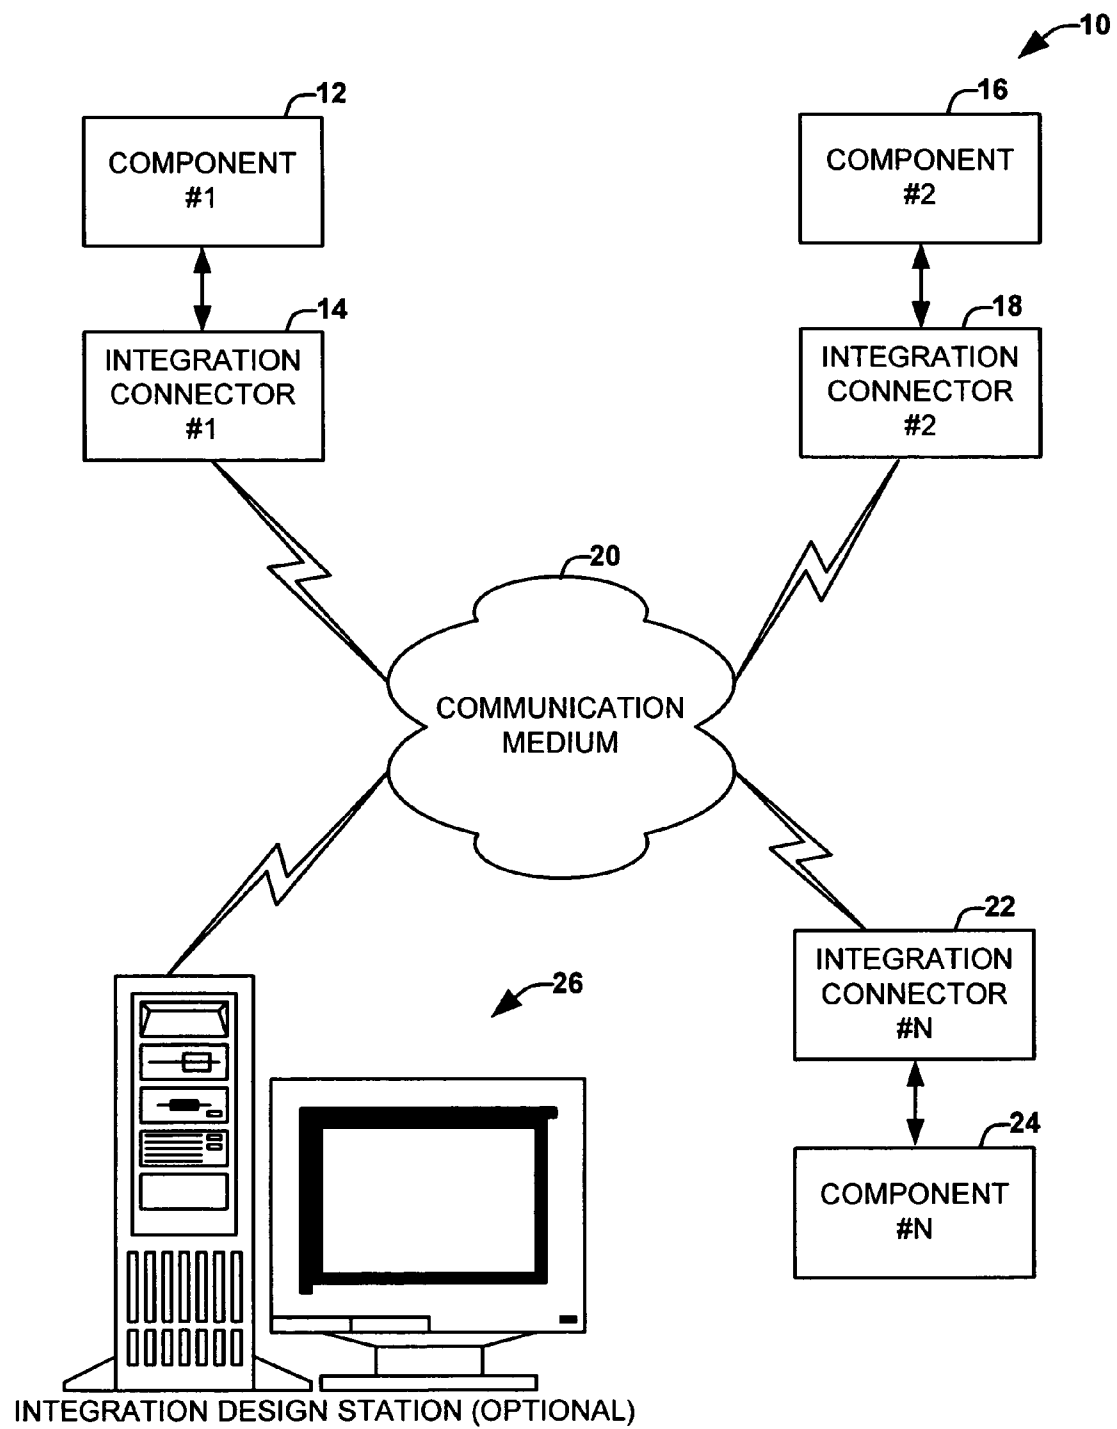 10
12
COMPONENT
#1
16
COMPONENT
#2
14
INTEGRATION
CONNECTOR
#1
18
INTEGRATION
CONNECTOR
#2
20
COMMUNICATION
MEDIUM
22
INTEGRATION
CONNECTOR
#N
26
24
COMPONENT
#N
INTEGRATION DESIGN STATION (OPTIONAL)